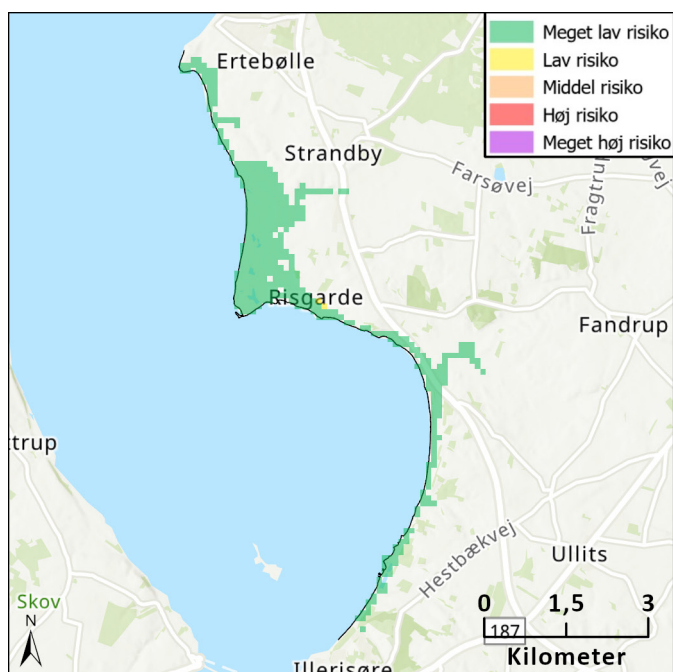 Meget lav risiko
Lav risiko
Middel risiko
Høj risiko
Meget høj risiko
Ertebølle
Strandby
Farsøvej
Fragtrup
Risgarde
Fandrup
ttrup
Hestbækvej
Ullits
Skov
N
0 1,5 3
187
Kilometer
Illerisøre